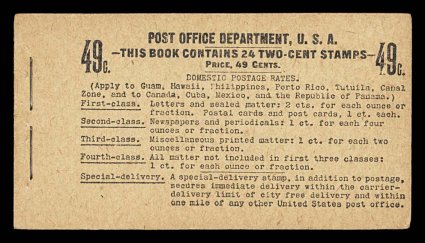 POST OFFICE DEPARTMENT, U. S. A.
49c. —THIS BOOK CONTAINS 24 TWO-CENT STAMPS— 49c.
PRICE, 49 CENTS.
DOMESTIC POSTAGE RATES.
(Apply to Guam, Hawaii, Philippines, Porto Rico, Tutuila, Canal
Zone, and to Canada, Cuba, Mexico, and the Republic of Panama.)
First-class. Letters and sealed matter: 2 cts. for each ounce or
fraction. Postal cards and post cards, 1 ct. each.
Second-class. Newspapers and periodicals: 1 ct. for each four
ounces or fraction.
Third-class. Miscellaneous printed matter: 1 ct. for each two
ounces or fraction.
Fourth-class. All matter not included in first three classes:
1 ct. for each ounce or fraction.
Special-delivery. A special-delivery stamp, in addition to postage,
secures immediate delivery within the carrier-
delivery limit of city free delivery and within
one mile of any other United States post office.